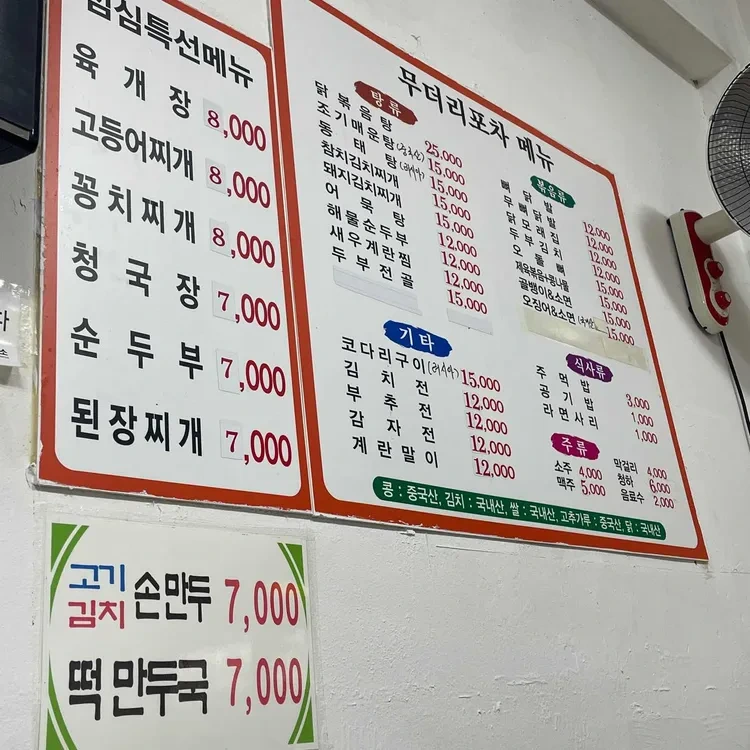 점심특선메뉴
육개장 8,000
고등어찌개 8,000
꽁치찌개 8,000
청국장 7,000
순두부 7,000
된장찌개 7,000
무더리포차 메뉴
탕류
닭볶음탕 25,000
조기매운탕(중국산) 15,000
동태탕(러시아) 15,000
참치김치찌개 15,000
돼지김치찌개 15,000
어묵탕 12,000
해물순두부 12,000
새우계란찜 12,000
두부전골 15,000
기타
코다리구이(러시아) 15,000
김치전 12,000
부추전 12,000
감자전 12,000
계란말이 12,000
볶음류
뼈닭발 12,000
무뼈닭발 12,000
닭모래집 12,000
두부김치 12,000
오돌뼈 12,000
제육볶음+콩나물 15,000
골뱅이&소면 15,000
오징어&소면 15,000
식사류
주먹밥 3,000
공기밥 1,000
라면사리 1,000
주류
소주 4,000 막걸리 4,000
맥주 5,000 청하 6,000
음료수 2,000
콩 : 중국산, 김치 : 국내산, 쌀 : 국내산, 고추가루 : 중국산, 닭 : 국내산
고기
김치 손만두 7,000
떡만두국 7,000